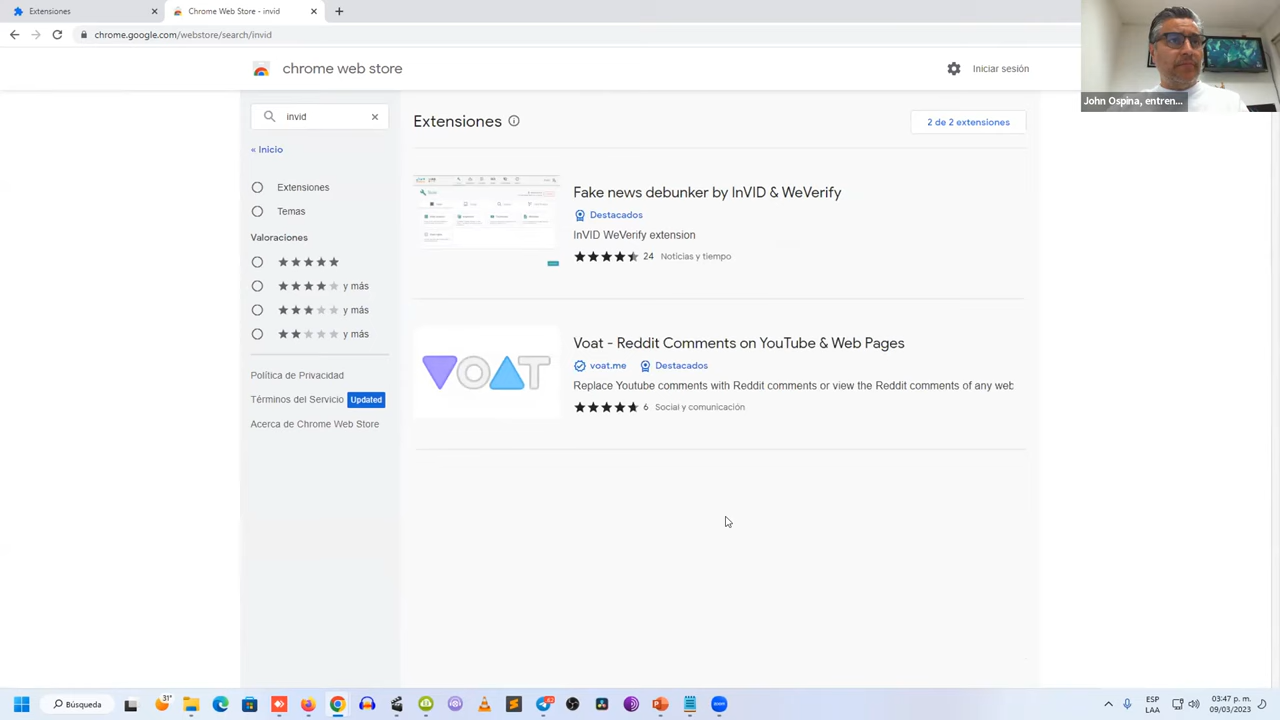 Extensiones
Chrome Web Store - invid
chrome.google.com/webstore/search/invid
chrome web store
Iniciar sesión
John Ospina, entren...
invid
« Inicio
Extensiones
Temas
Valoraciones
y más
y más
y más
Política de Privacidad
Términos del Servicio Updated
Acerca de Chrome Web Store
Extensiones
2 de 2 extensiones
Fake news debunker by InVID & WeVerify
Destacados
InVID WeVerify extension
24 Noticias y tiempo
VOAT
Voat - Reddit Comments on YouTube & Web Pages
voat.me Destacados
Replace Youtube comments with Reddit comments or view the Reddit comments of any web
6 Social y comunicación
Búsqueda
31°
zoom
ESP
LAA
03:47 p. m.
09/03/2023